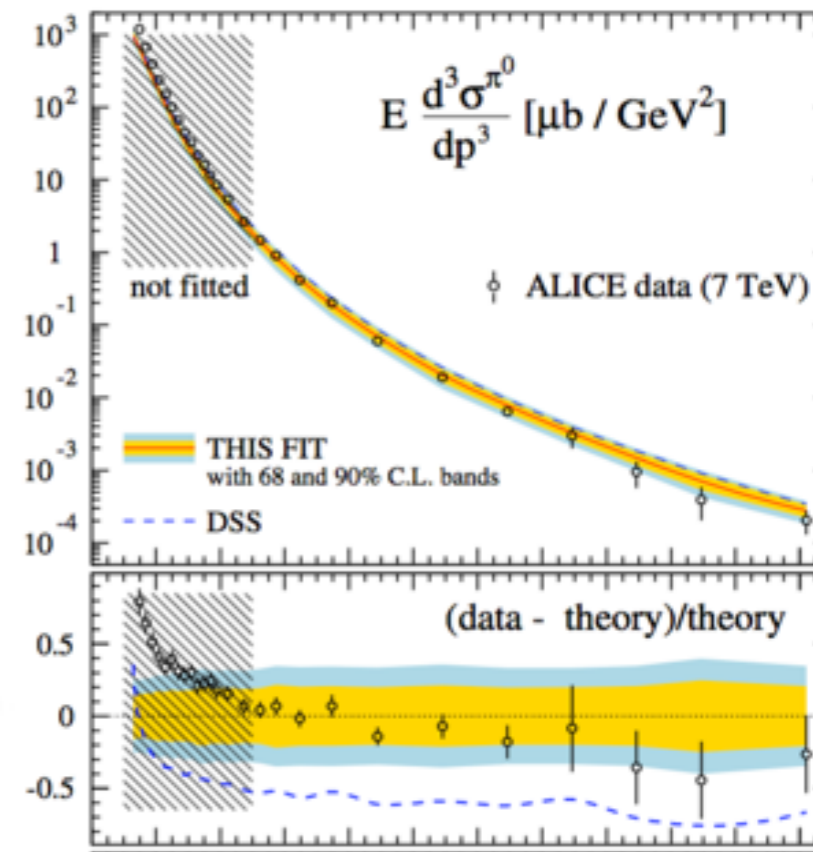 10³
10²
10
1
10⁻¹
10⁻²
10⁻³
10⁻⁴
E d³σ^π⁰ / dp³ [μb / GeV²]
not fitted
ALICE data (7 TeV)
THIS FIT
with 68 and 90% C.L. bands
DSS
(data - theory)/theory
0.5
0
-0.5